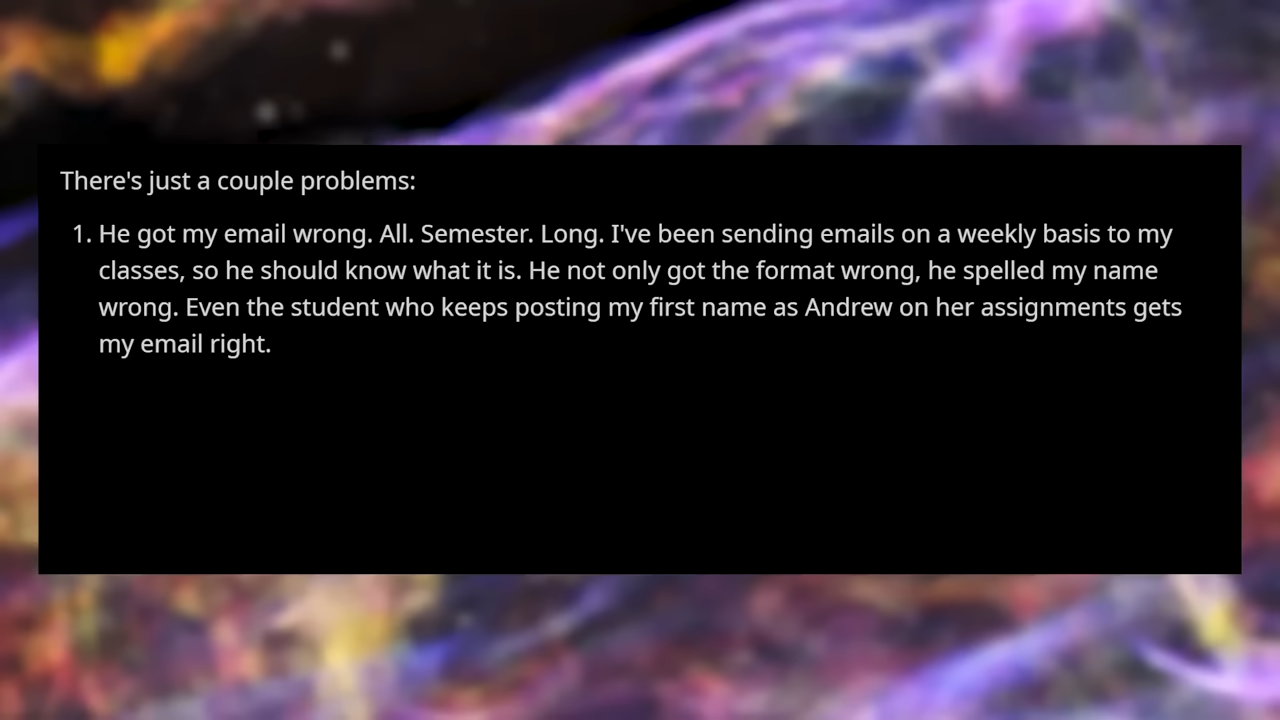 There's just a couple problems:
1. He got my email wrong. All. Semester. Long. I've been sending emails on a weekly basis to my
classes, so he should know what it is. He not only got the format wrong, he spelled my name
wrong. Even the student who keeps posting my first name as Andrew on her assignments gets
my email right.